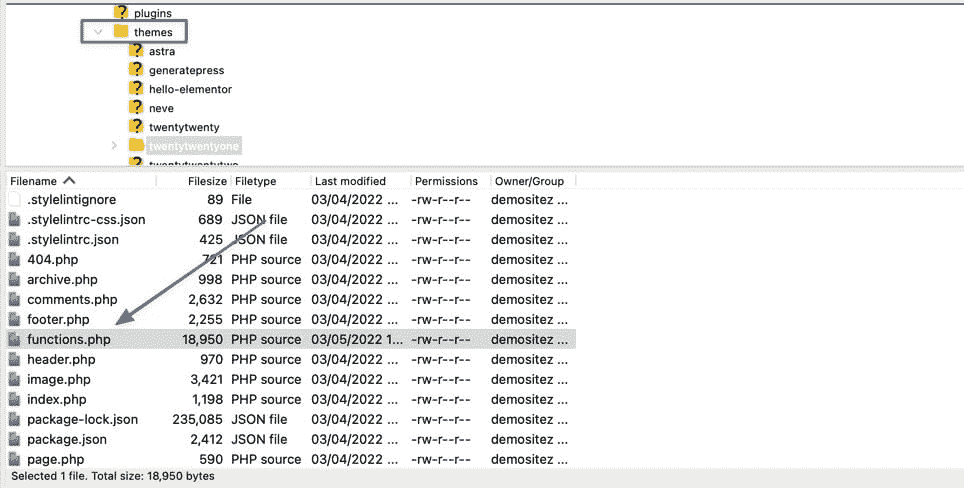 plugins
themes
astra
generatepress
hello-elementor
neve
twentytwenty
twentytwentyone
twentytwentytwo
Filename Filesize Filetype Last modified Permissions Owner/Group
.stylelintignore 89 File 03/04/2022 ... -rw-r--r-- demositez ...
.stylelintrc-css.json 689 JSON file 03/04/2022 ... -rw-r--r-- demositez ...
.stylelintrc.json 425 JSON file 03/04/2022 ... -rw-r--r-- demositez ...
404.php 721 PHP source 03/04/2022 ... -rw-r--r-- demositez ...
archive.php 998 PHP source 03/04/2022 ... -rw-r--r-- demositez ...
comments.php 2,632 PHP source 03/04/2022 ... -rw-r--r-- demositez ...
footer.php 2,255 PHP source 03/04/2022 ... -rw-r--r-- demositez ...
functions.php 18,950 PHP source 03/05/2022 1... -rw-r--r-- demositez ...
header.php 970 PHP source 03/04/2022 ... -rw-r--r-- demositez ...
image.php 3,421 PHP source 03/04/2022 ... -rw-r--r-- demositez ...
index.php 1,198 PHP source 03/04/2022 ... -rw-r--r-- demositez ...
package-lock.json 235,085 JSON file 03/04/2022 ... -rw-r--r-- demositez ...
package.json 2,412 JSON file 03/04/2022 ... -rw-r--r-- demositez ...
page.php 590 PHP source 03/04/2022 ... -rw-r--r-- demositez ...
Selected 1 file. Total size: 18,950 bytes